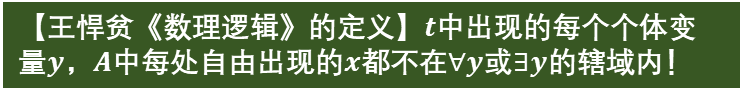 【王悍贫《数理逻辑》的定义】t中出现的每个个体变
量y，A中每处自由出现的x都不在∀y或∃y的辖域内！